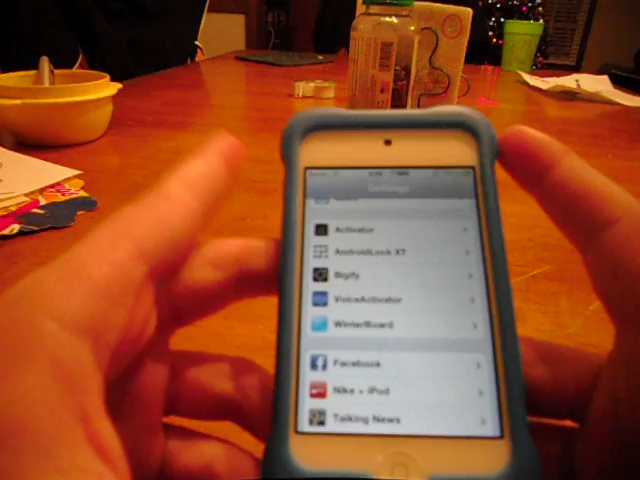 Settings
Activator
AndroidLock XT
Bigify
VoiceActivator
WinterBoard
Facebook
Nike + iPod
Talking News